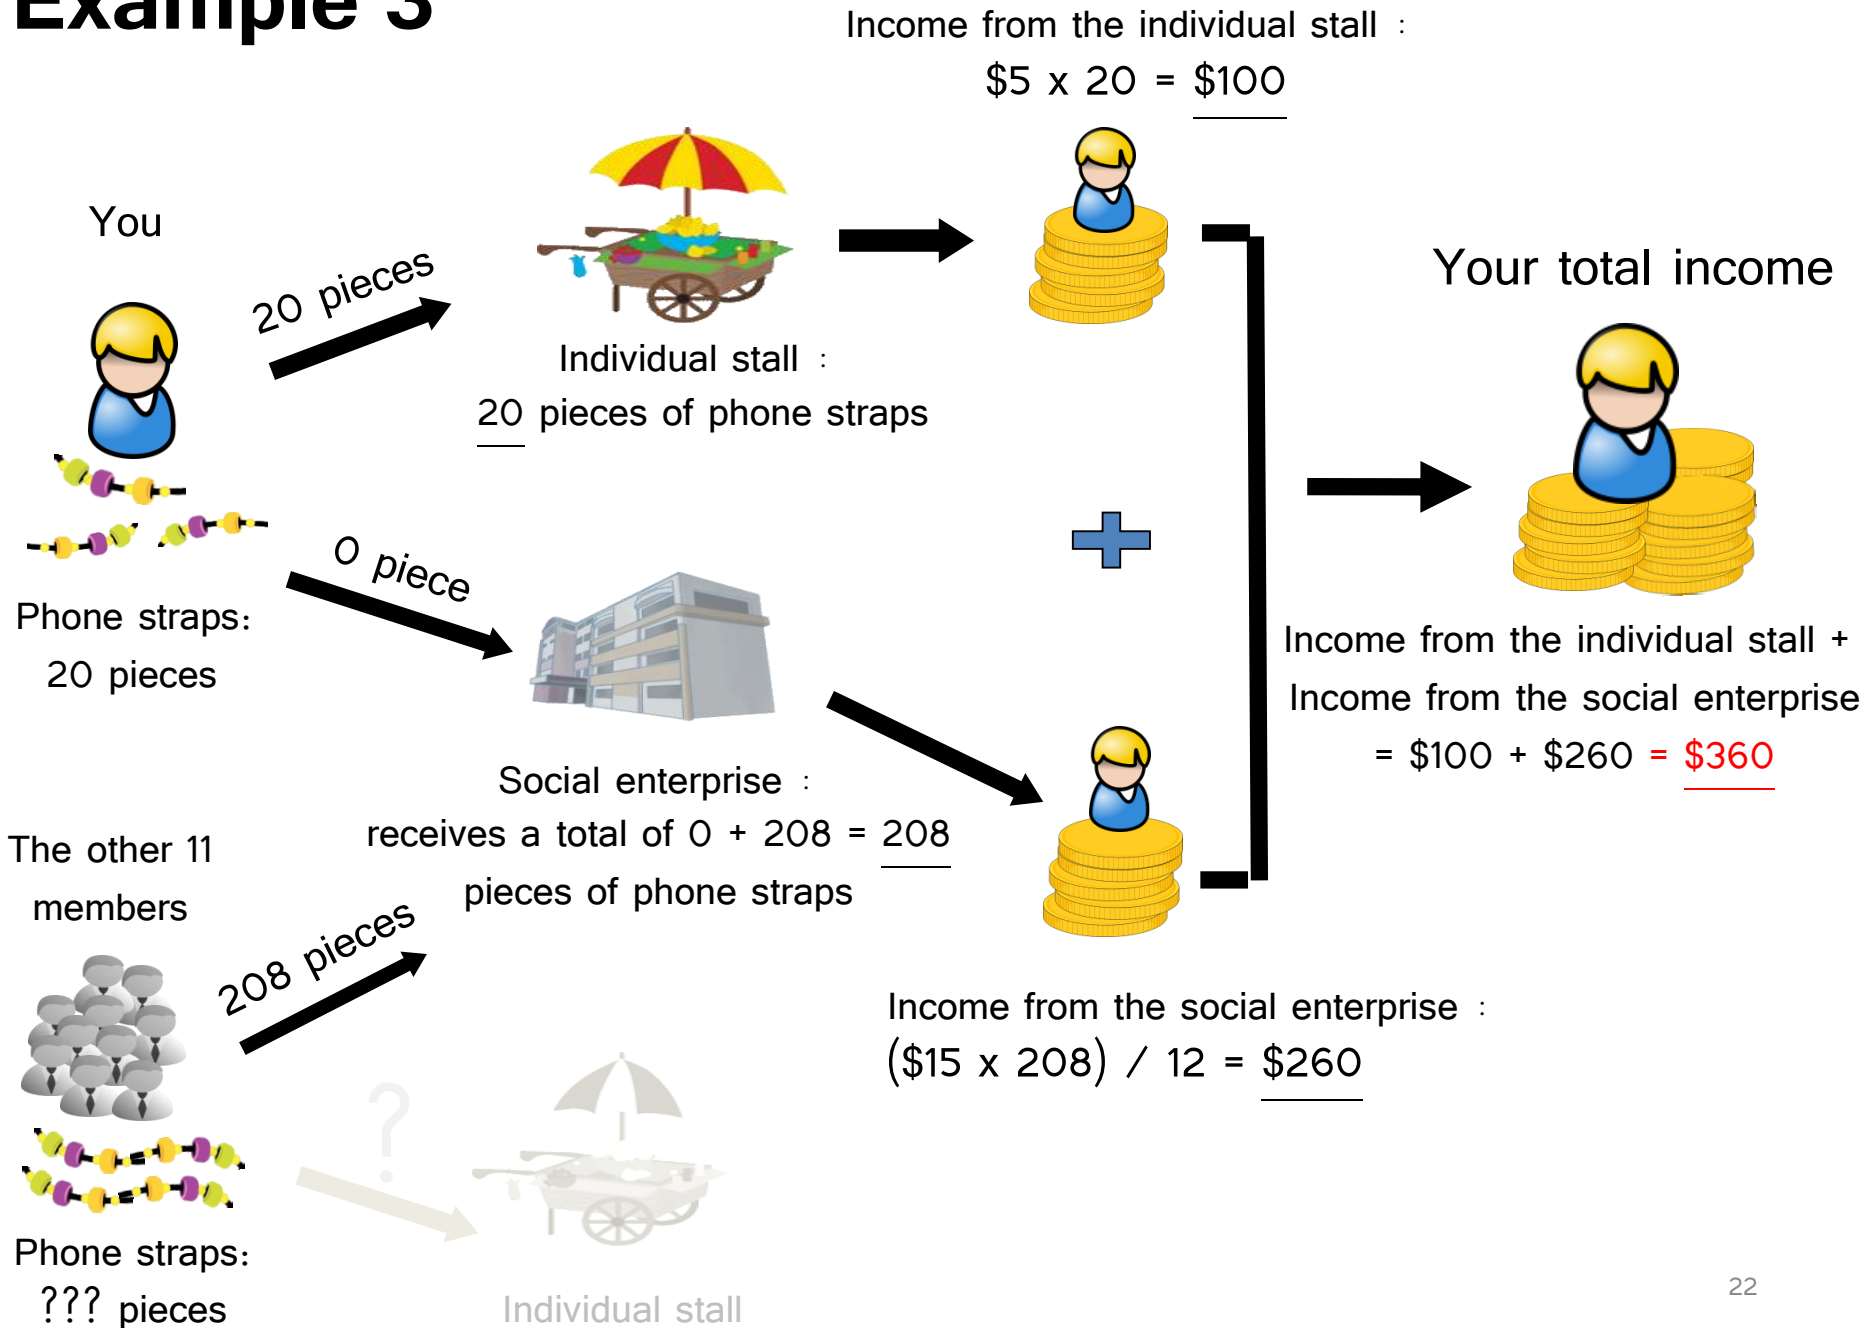 Example 3
Income from the individual stall :
$5 x 20 = $100
You
20 pieces
Individual stall :
20 pieces of phone straps
Your total income
Phone straps:
20 pieces
0 piece
Income from the individual stall +
Income from the social enterprise
= $100 + $260 = $360
Social enterprise :
receives a total of 0 + 208 = 208
pieces of phone straps
The other 11
members
208 pieces
Income from the social enterprise :
($15 x 208) / 12 = $260
?
Phone straps:
??? pieces
Individual stall
22